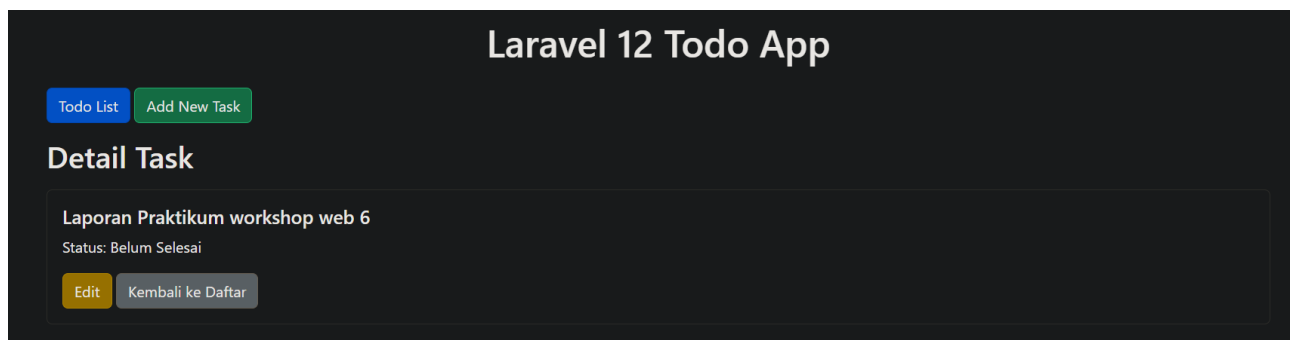 Laravel 12 Todo App
Todo List Add New Task
Detail Task
Laporan Praktikum workshop web 6
Status: Belum Selesai
Edit Kembali ke Daftar